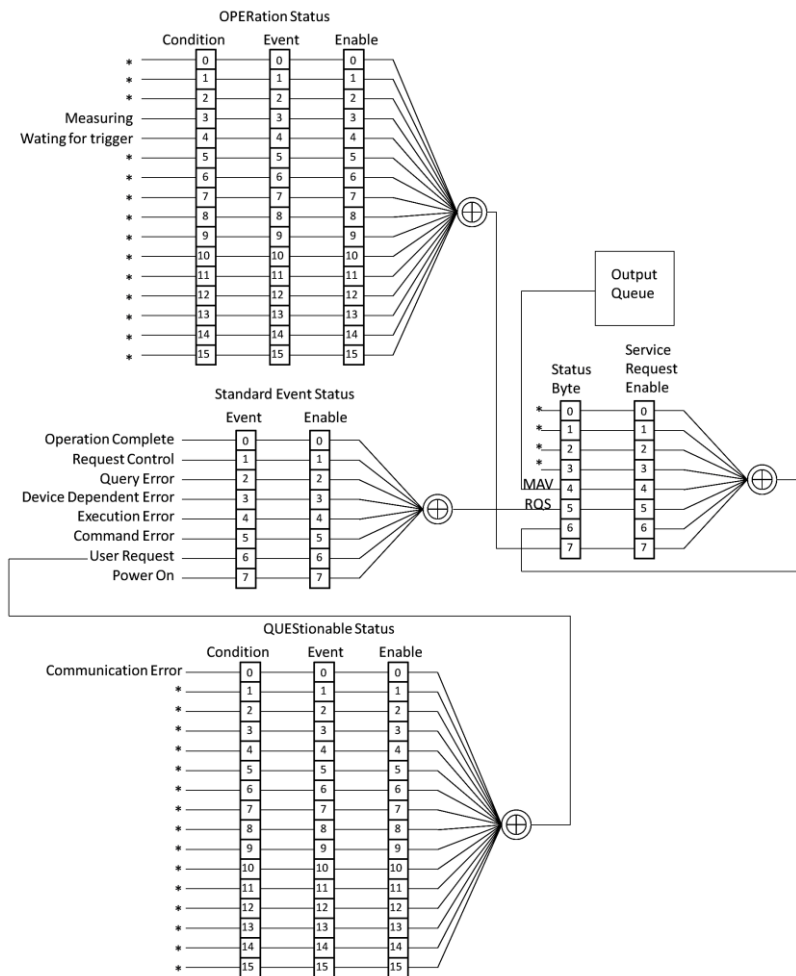 OPERation Status
Condition Event Enable
* 0 0 0
* 1 1 1
* 2 2 2
Measuring 3 3 3
Wating for trigger 4 4 4
* 5 5 5
* 6 6 6
* 7 7 7
* 8 8 8
* 9 9 9
* 10 10 10
* 11 11 11
* 12 12 12
* 13 13 13
* 14 14 14
* 15 15 15
Output
Queue
Status
Byte
Service
Request
Enable
* 0 0
* 1 1
* 2 2
* 3 3
MAV 4 4
RQS 5 5
6 6
7 7
Standard Event Status
Event Enable
Operation Complete 0 0
Request Control 1 1
Query Error 2 2
Device Dependent Error 3 3
Execution Error 4 4
Command Error 5 5
User Request 6 6
Power On 7 7
QUEStionable Status
Condition Event Enable
Communication Error 0 0 0
* 1 1 1
* 2 2 2
* 3 3 3
* 4 4 4
* 5 5 5
* 6 6 6
* 7 7 7
* 8 8 8
* 9 9 9
* 10 10 10
* 11 11 11
* 12 12 12
* 13 13 13
* 14 14 14
* 15 15 15